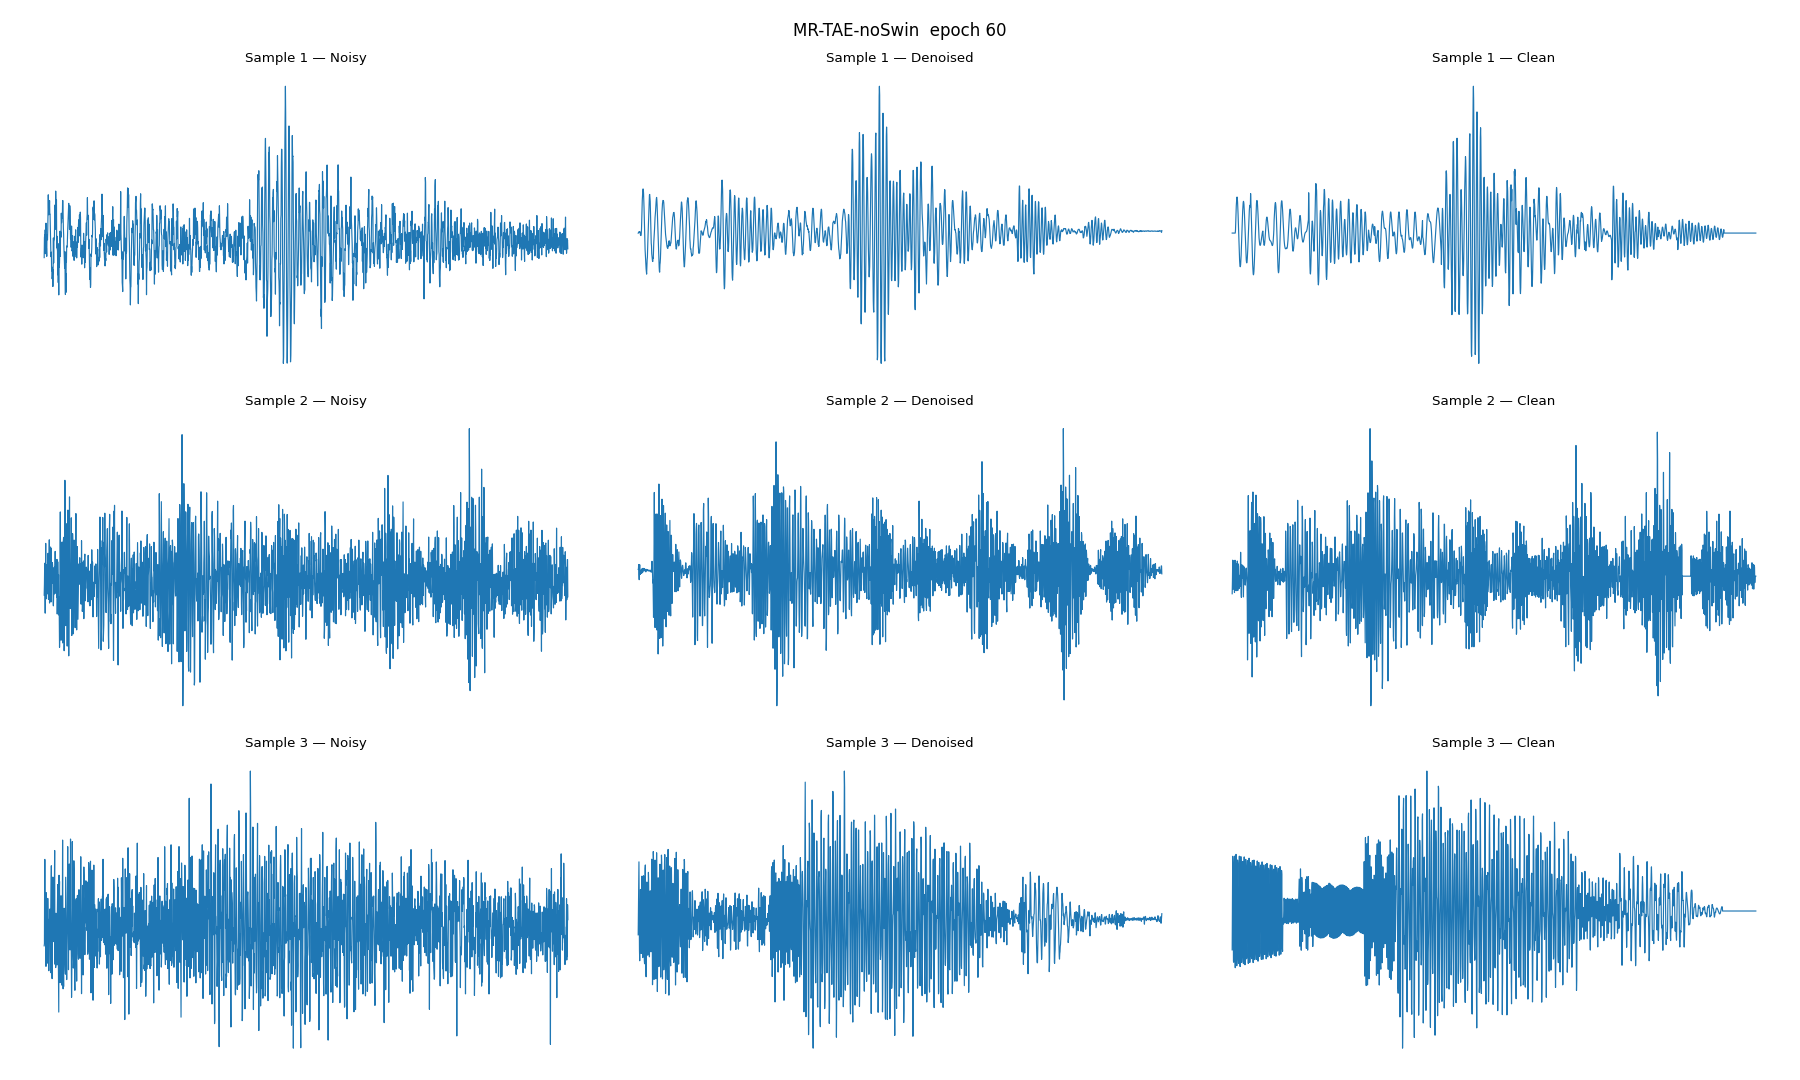 MR-TAE-noSwin  epoch 60
Sample 1 — Noisy
Sample 1 — Denoised
Sample 1 — Clean
Sample 2 — Noisy
Sample 2 — Denoised
Sample 2 — Clean
Sample 3 — Noisy
Sample 3 — Denoised
Sample 3 — Clean